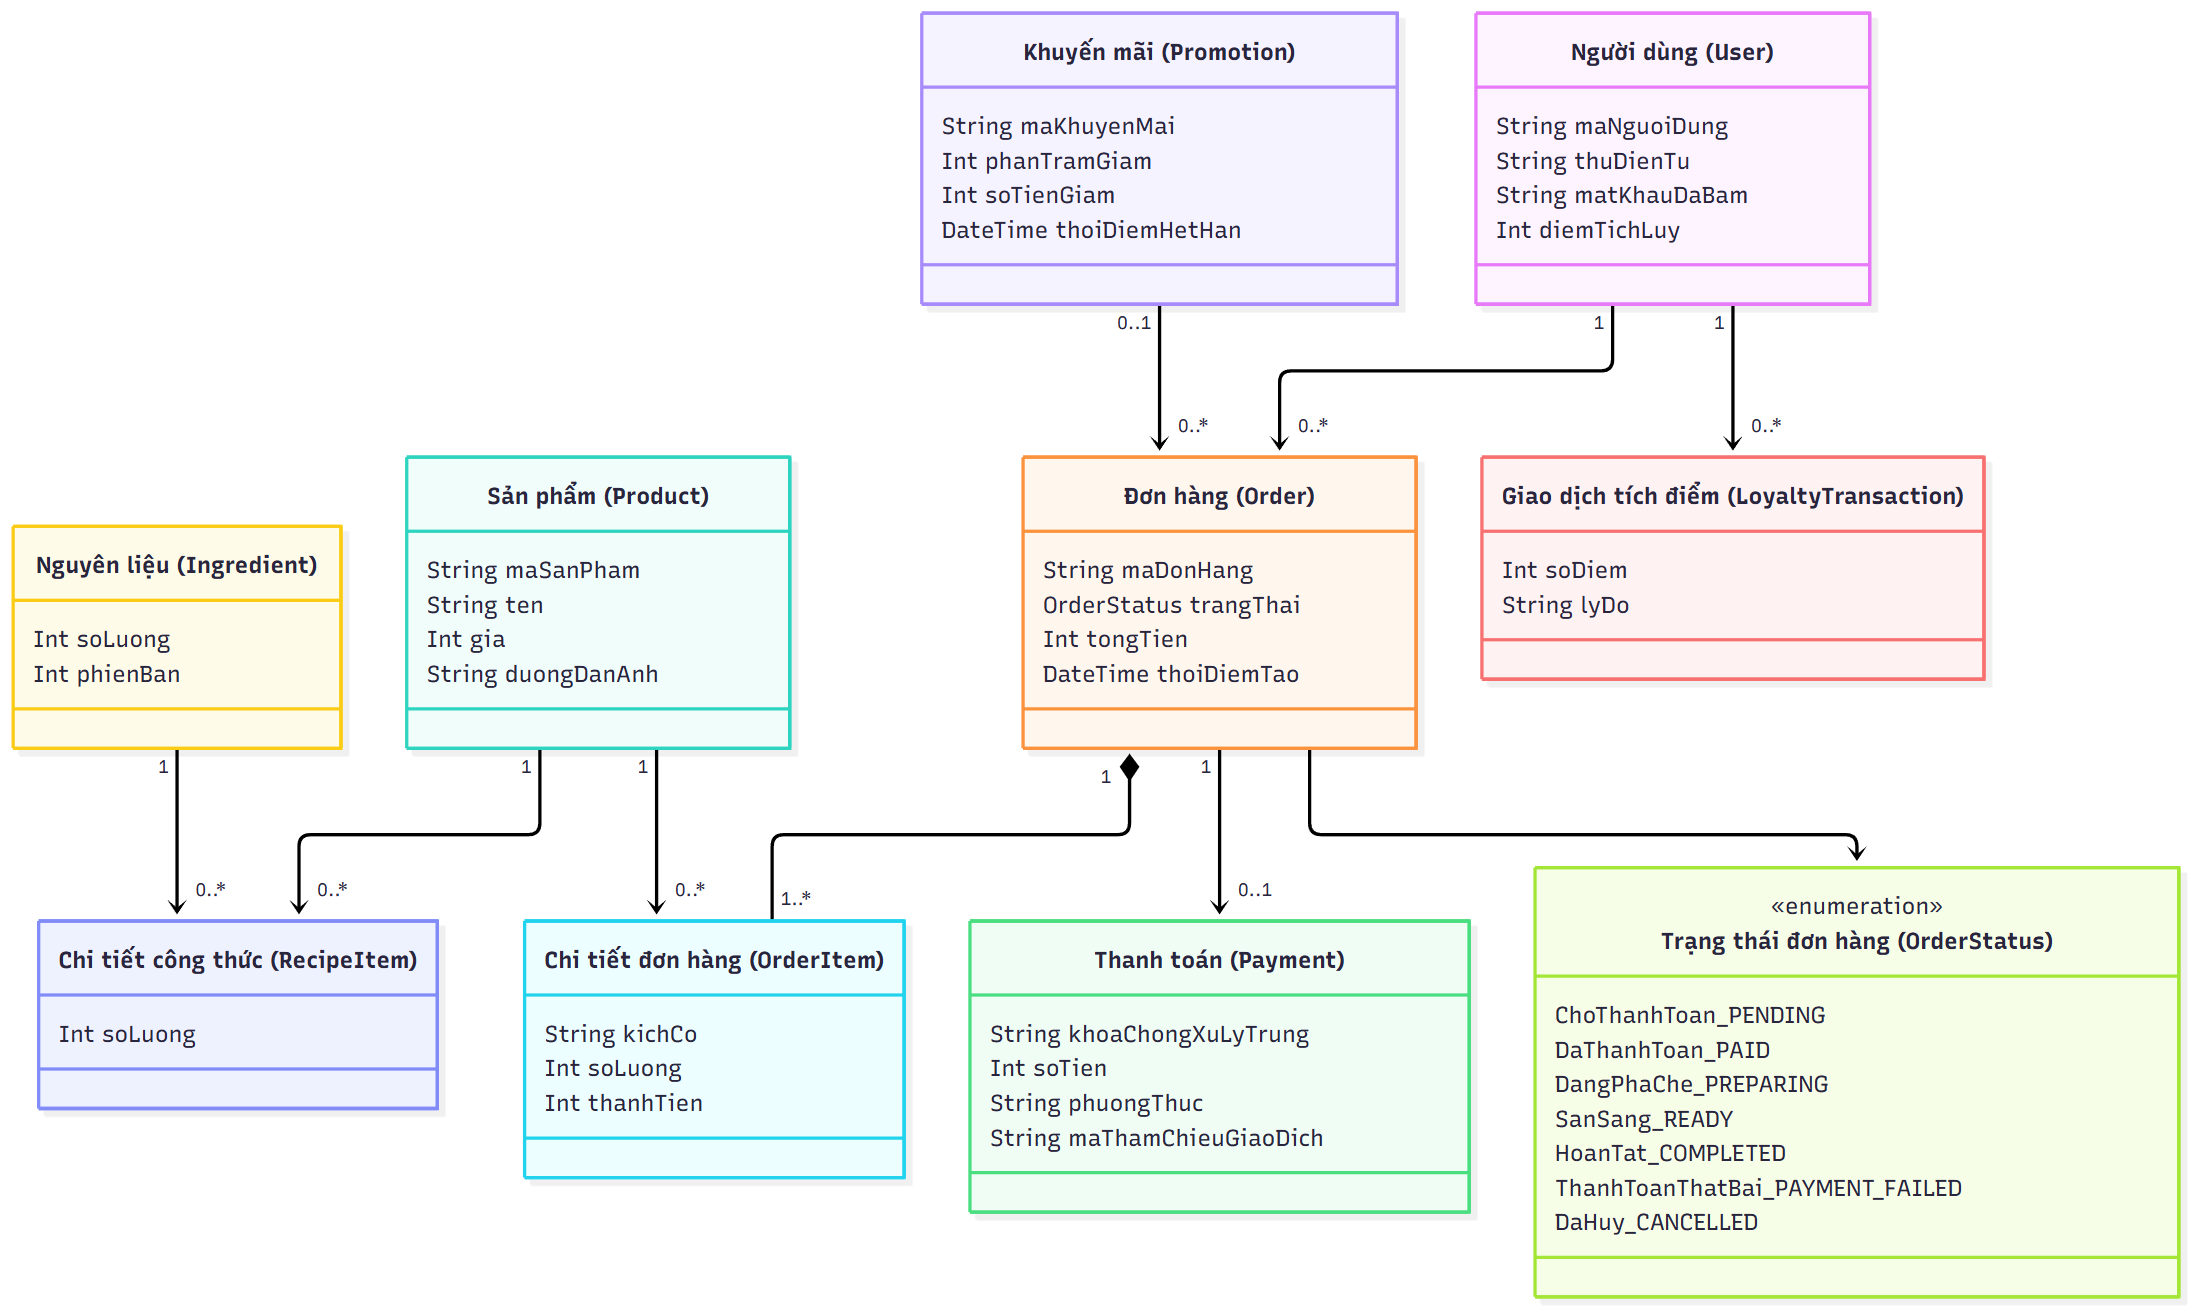 Khuyến mãi (Promotion)
String maKhuyenMai
Int phanTramGiam
Int soTienGiam
DateTime thoiDiemHetHan
Người dùng (User)
String maNguoiDung
String thuDienTu
String matKhauDaBam
Int diemTichLuy
0..1
1
1
0..*
0..*
0..*
Nguyên liệu (Ingredient)
Int soLuong
Int phienBan
Sản phẩm (Product)
String maSanPham
String ten
Int gia
String duongDanAnh
Đơn hàng (Order)
String maDonHang
OrderStatus trangThai
Int tongTien
DateTime thoiDiemTao
Giao dịch tích điểm (LoyaltyTransaction)
Int soDiem
String lyDo
1
1
1
1
1
0..*
0..*
0..*
1..*
0..1
Chi tiết công thức (RecipeItem)
Int soLuong
Chi tiết đơn hàng (OrderItem)
String kichCo
Int soLuong
Int thanhTien
Thanh toán (Payment)
String khoaChongXuLyTrung
Int soTien
String phuongThuc
String maThamChieuGiaoDich
«enumeration»
Trạng thái đơn hàng (OrderStatus)
ChoThanhToan_PENDING
DaThanhToan_PAID
DangPhaChe_PREPARING
SanSang_READY
HoanTat_COMPLETED
ThanhToanThatBai_PAYMENT_FAILED
DaHuy_CANCELLED